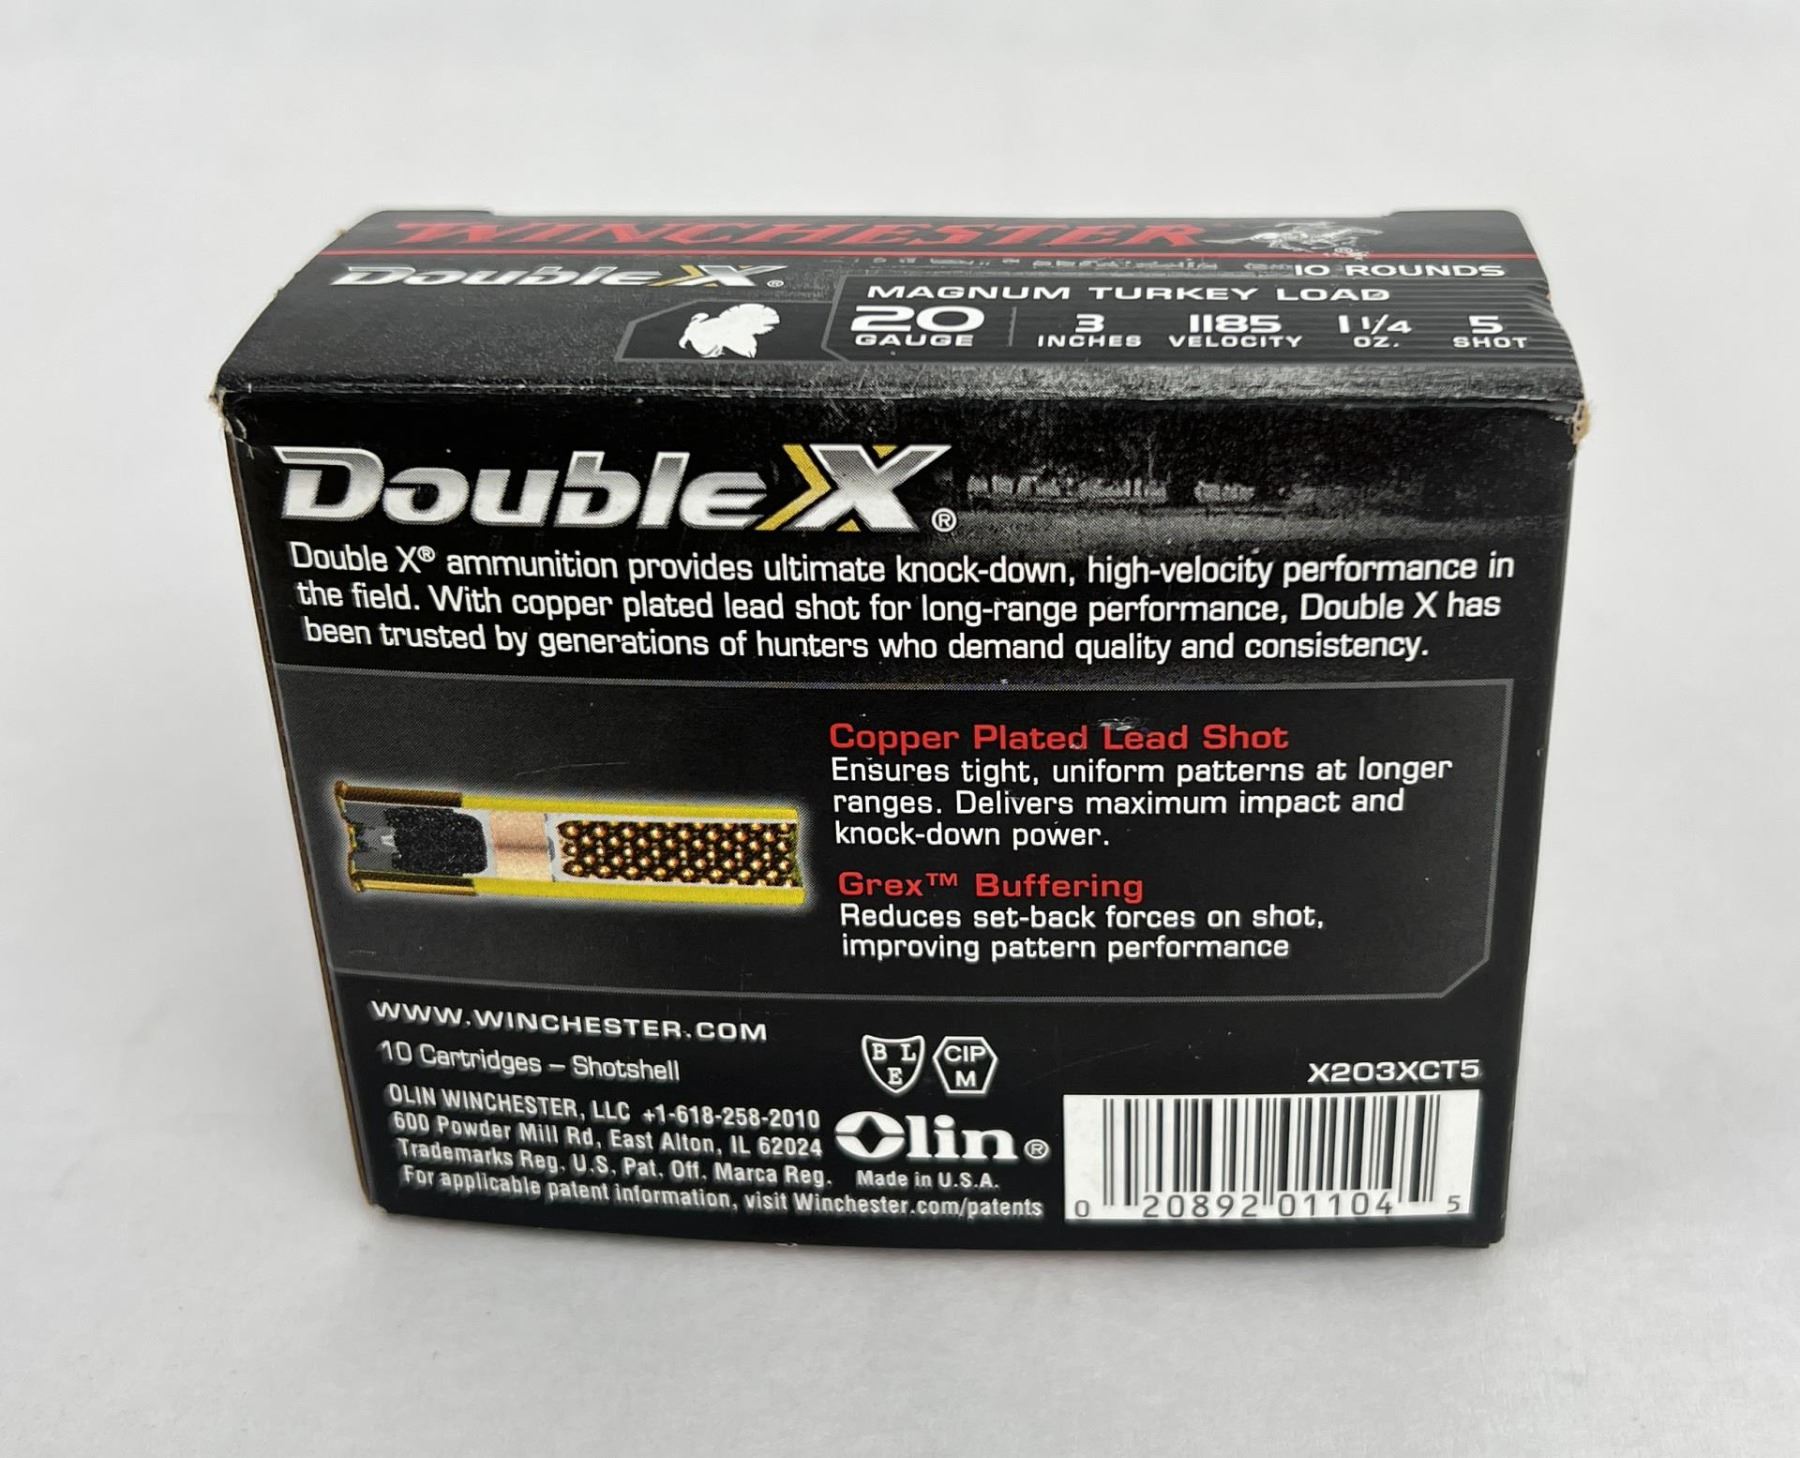 WINCHESTER
Double X®
10 ROUNDS
MAGNUM TURKEY LOAD
20 3 1185 1 1/4 5
GAUGE INCHES VELOCITY OZ. SHOT
Double X®
Double X® ammunition provides ultimate knock-down, high-velocity performance in
the field. With copper plated lead shot for long-range performance, Double X has
been trusted by generations of hunters who demand quality and consistency.
Copper Plated Lead Shot
Ensures tight, uniform patterns at longer
ranges. Delivers maximum impact and
knock-down power.
Grex™ Buffering
Reduces set-back forces on shot,
improving pattern performance
WWW.WINCHESTER.COM
10 Cartridges – Shotshell
OLIN WINCHESTER, LLC +1-618-258-2010
600 Powder Mill Rd, East Alton, IL 62024
Trademarks Reg. U.S. Pat. Off. Marca Reg.
For applicable patent information, visit Winchester.com/patents
B L
E
CIP
M
Olin®
Made in U.S.A.
X203XCT5
0 20892 01104 5